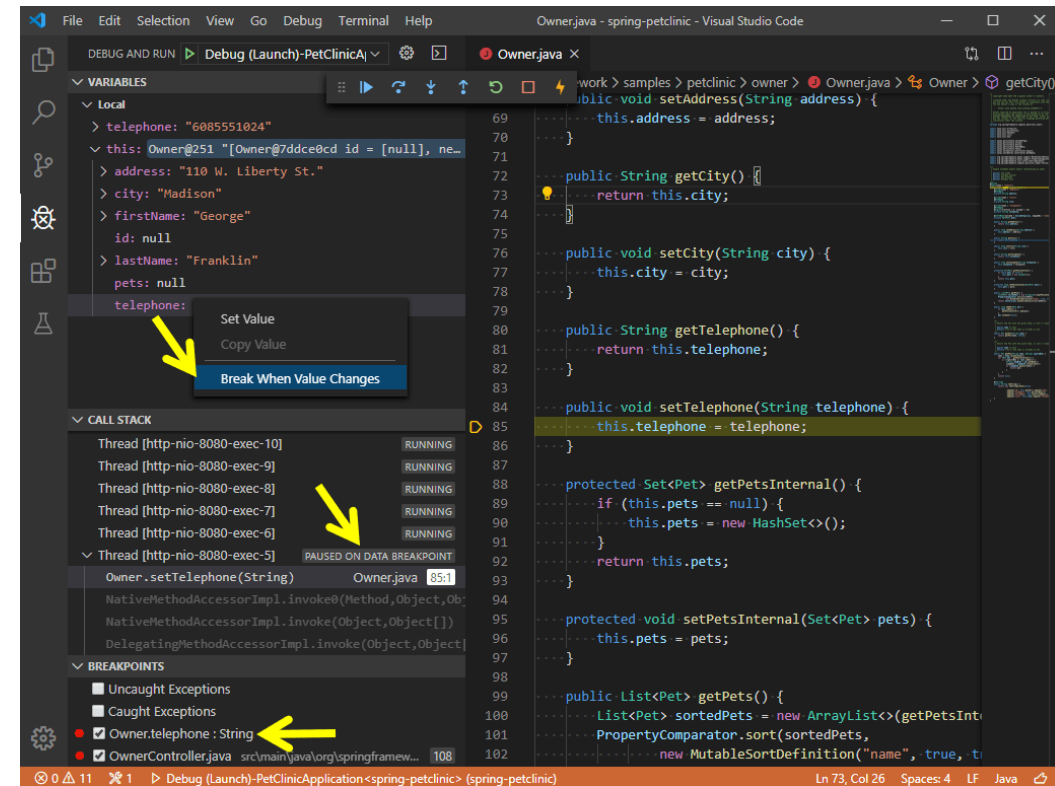 File Edit Selection View Go Debug Terminal Help
Owner.java - spring-petclinic - Visual Studio Code
DEBUG AND RUN Debug (Launch)-PetClinicA
Owner.java
VARIABLES
Local
telephone: "6085551024"
this: Owner@251 "[Owner@7ddce0cd id = [null], ne…
address: "110 W. Liberty St."
city: "Madison"
firstName: "George"
id: null
lastName: "Franklin"
pets: null
telephone:
Set Value
Copy Value
Break When Value Changes
CALL STACK
Thread [http-nio-8080-exec-10] RUNNING
Thread [http-nio-8080-exec-9] RUNNING
Thread [http-nio-8080-exec-8] RUNNING
Thread [http-nio-8080-exec-7] RUNNING
Thread [http-nio-8080-exec-6] RUNNING
Thread [http-nio-8080-exec-5] PAUSED ON DATA BREAKPOINT
Owner.setTelephone(String) Owner.java 85:1
NativeMethodAccessorImpl.invoke0(Method,Object,Obj
NativeMethodAccessorImpl.invoke(Object,Object[])
DelegatingMethodAccessorImpl.invoke(Object,Object[
BREAKPOINTS
Uncaught Exceptions
Caught Exceptions
Owner.telephone : String
OwnerController.java src\main\java\org\springframew... 108
ework > samples > petclinic > owner > Owner.java > Owner > getCity()
public void setAddress(String address) {
69 this.address = address;
70 }
71
72 public String getCity() {
73 return this.city;
74 }
75
76 public void setCity(String city) {
77 this.city = city;
78 }
79
80 public String getTelephone() {
81 return this.telephone;
82 }
83
84 public void setTelephone(String telephone) {
85 this.telephone = telephone;
86 }
87
88 protected Set<Pet> getPetsInternal() {
89 if (this.pets == null) {
90 this.pets = new HashSet<>();
91 }
92 return this.pets;
93 }
94
95 protected void setPetsInternal(Set<Pet> pets) {
96 this.pets = pets;
97 }
98
99 public List<Pet> getPets() {
100 List<Pet> sortedPets = new ArrayList<>(getPetsInt
101 PropertyComparator.sort(sortedPets,
102 new MutableSortDefinition("name", true, t
0 11 1 Debug (Launch)-PetClinicApplication<spring-petclinic> (spring-petclinic)
Ln 73, Col 26 Spaces: 4 LF Java